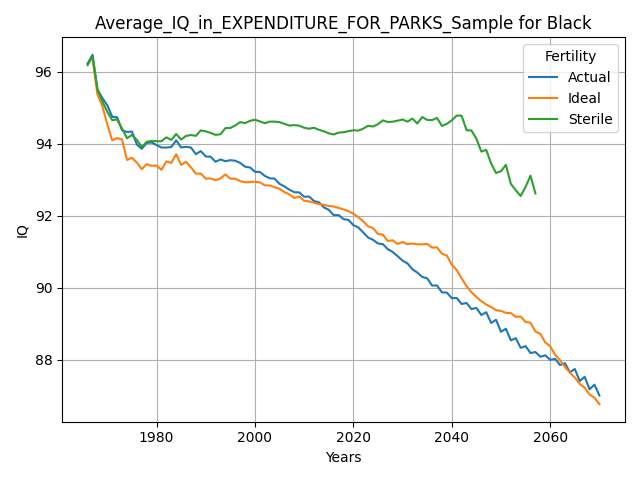 Average_IQ_in_EXPENDITURE_FOR_PARKS_Sample for Black
Fertility
Actual
Ideal
Sterile
IQ
96
94
92
90
88
1980 2000 2020 2040 2060
Years